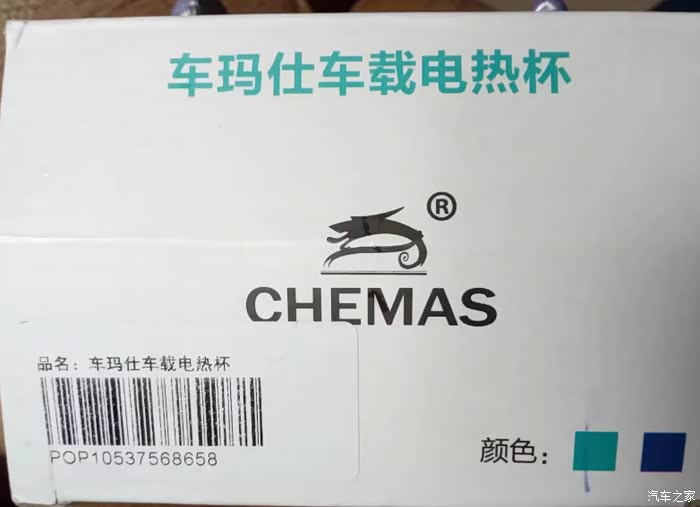 车玛仕车载电热杯
®
CHEMAS
品名：车玛仕车载电热杯
POP10537568658
颜色：
汽车之家